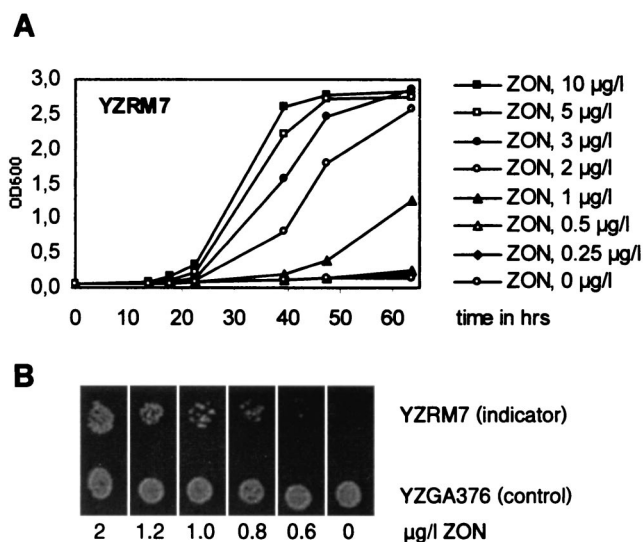 A
YZRM7
OD600
3,0
2,5
2,0
1,5
1,0
0,5
0,0
0 10 20 30 40 50 60
time in hrs
ZON, 10 µg/l
ZON, 5 µg/l
ZON, 3 µg/l
ZON, 2 µg/l
ZON, 1 µg/l
ZON, 0.5 µg/l
ZON, 0.25 µg/l
ZON, 0 µg/l
B
YZRM7 (indicator)
YZGA376 (control)
2 1.2 1.0 0.8 0.6 0 µg/l ZON